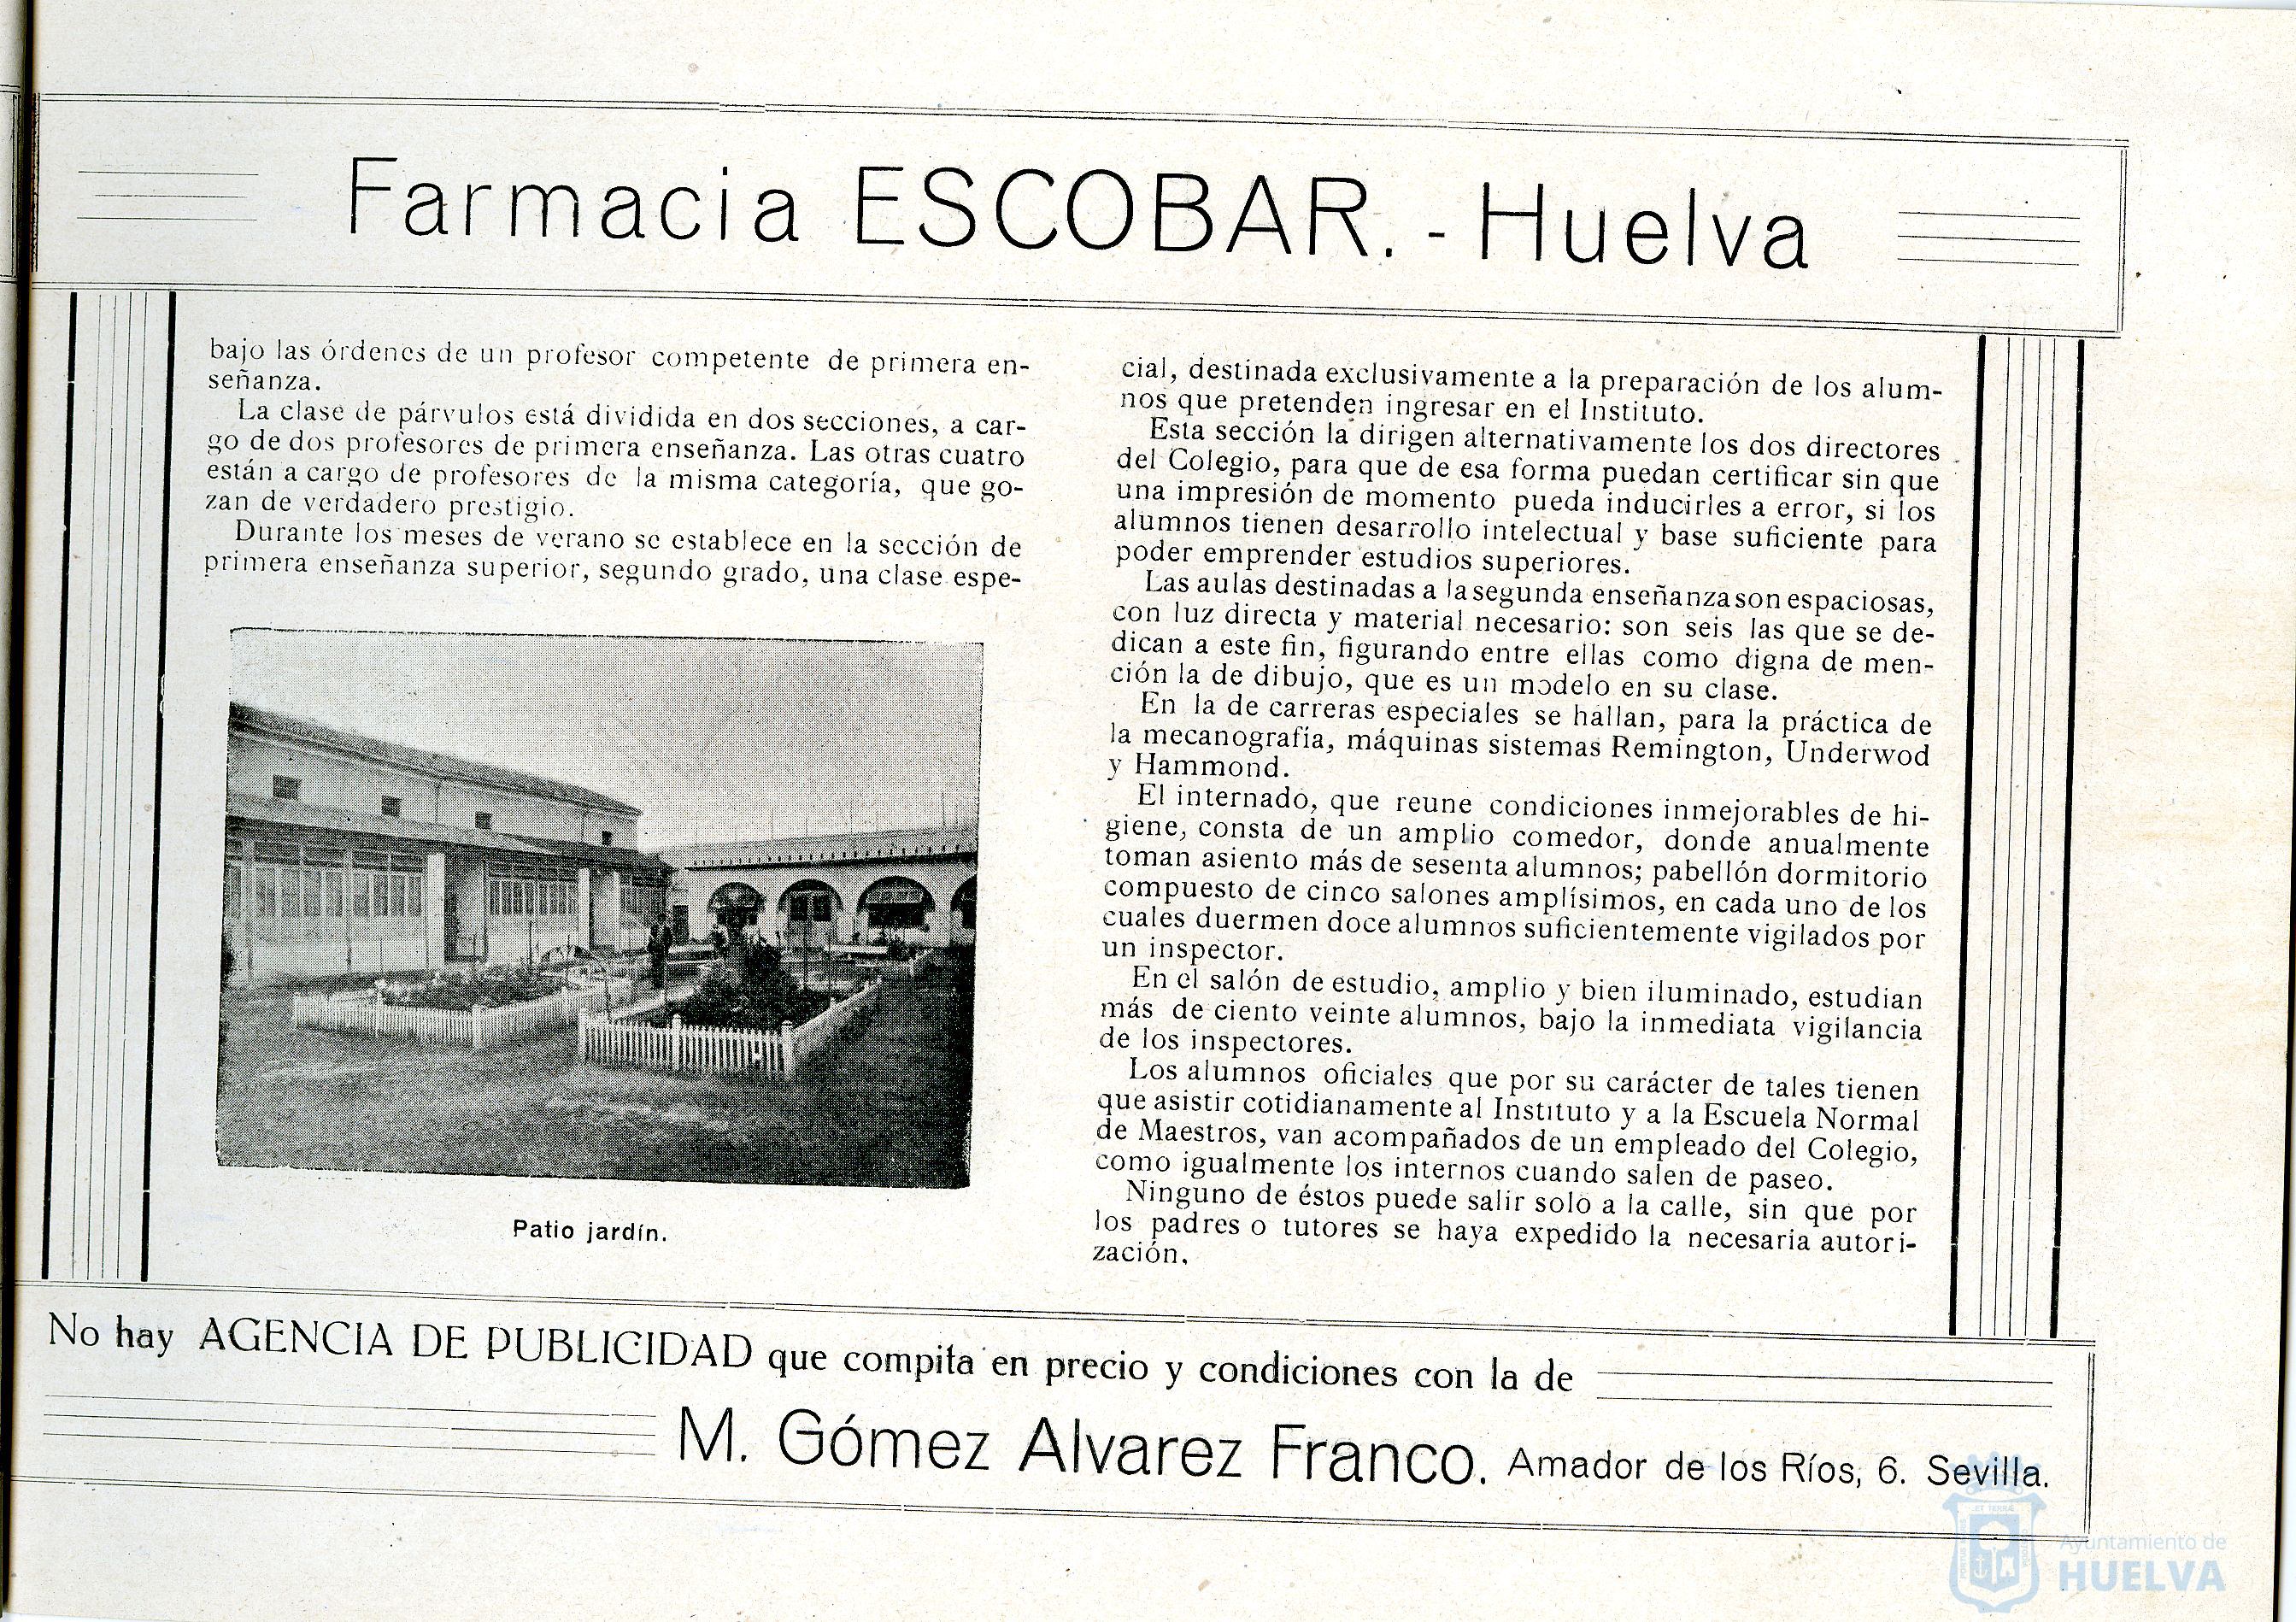 Farmacia ESCOBAR. - Huelva
bajo las órdenes de un profesor competente de primera en-
señanza.
La clase de párvulos está dividida en dos secciones, a car-
go de dos profesores de primera enseñanza. Las otras cuatro
están a cargo de profesores de la misma categoría, que go-
zan de verdadero prestigio.
Durante los meses de verano se establece en la sección de
primera enseñanza superior, segundo grado, una clase espe-
Patio jardín.
cial, destinada exclusivamente a la preparación de los alum-
nos que pretenden ingresar en el Instituto.
Esta sección la dirigen alternativamente los dos directores
del Colegio, para que de esa forma puedan certificar sin que
una impresión de momento pueda inducirles a error, si los
alumnos tienen desarrollo intelectual y base suficiente para
poder emprender estudios superiores.
Las aulas destinadas a la segunda enseñanza son espaciosas,
con luz directa y material necesario: son seis las que se de-
dican a este fin, figurando entre ellas como digna de men-
ción la de dibujo, que es un modelo en su clase.
En la de carreras especiales se hallan, para la práctica de
la mecanografía, máquinas sistemas Remington, Underwod
y Hammond.
El internado, que reune condiciones inmejorables de hi-
giene, consta de un amplio comedor, donde anualmente
toman asiento más de sesenta alumnos; pabellón dormitorio
compuesto de cinco salones amplísimos, en cada uno de los
cuales duermen doce alumnos suficientemente vigilados por
un inspector.
En el salón de estudio, amplio y bien iluminado, estudian
más de ciento veinte alumnos, bajo la inmediata vigilancia
de los inspectores.
Los alumnos oficiales que por su carácter de tales tienen
que asistir cotidianamente al Instituto y a la Escuela Normal
de Maestros, van acompañados de un empleado del Colegio,
como igualmente los internos cuando salen de paseo.
Ninguno de éstos puede salir solo a la calle, sin que por
los padres o tutores se haya expedido la necesaria autori-
zación.
No hay AGENCIA DE PUBLICIDAD que compita en precio y condiciones con la de
M. Gómez Alvarez Franco. Amador de los Ríos, 6. Sevilla.
Ayuntamiento de
HUELVA